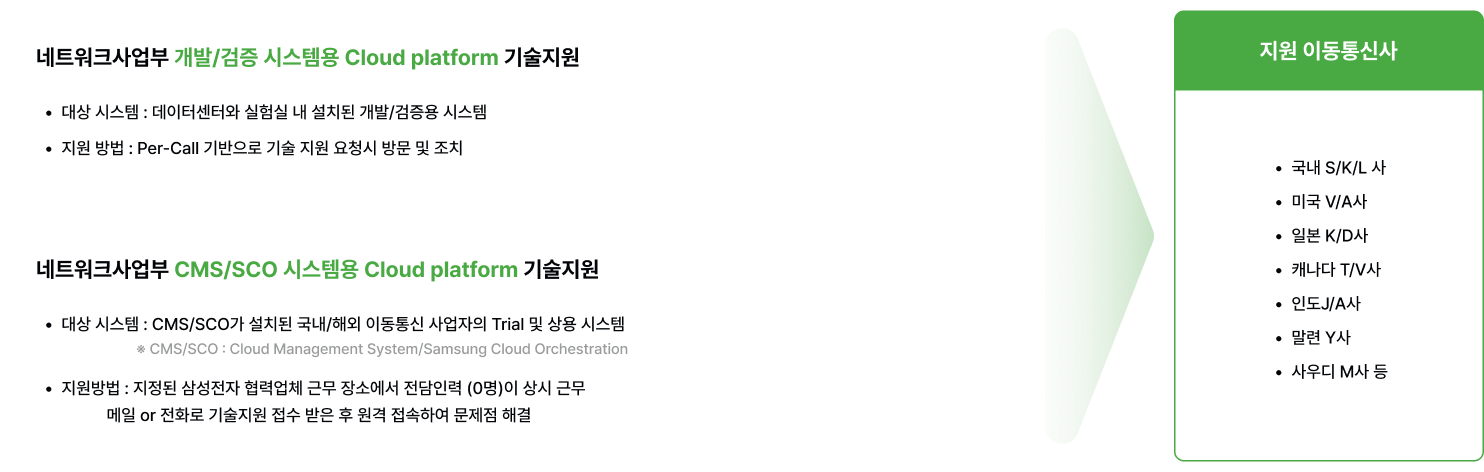 네트워크사업부 개발/검증 시스템용 Cloud platform 기술지원
• 대상 시스템 : 데이터센터와 실험실 내 설치된 개발/검증용 시스템
• 지원 방법 : Per-Call 기반으로 기술 지원 요청시 방문 및 조치
네트워크사업부 CMS/SCO 시스템용 Cloud platform 기술지원
• 대상 시스템 : CMS/SCO가 설치된 국내/해외 이동통신 사업자의 Trial 및 상용 시스템
※ CMS/SCO : Cloud Management System/Samsung Cloud Orchestration
• 지원방법 : 지정된 삼성전자 협력업체 근무 장소에서 전담인력 (0명)이 상시 근무
메일 or 전화로 기술지원 접수 받은 후 원격 접속하여 문제점 해결
지원 이동통신사
• 국내 S/K/L 사
• 미국 V/A사
• 일본 K/D사
• 캐나다 T/V사
• 인도J/A사
• 말련 Y사
• 사우디 M사 등